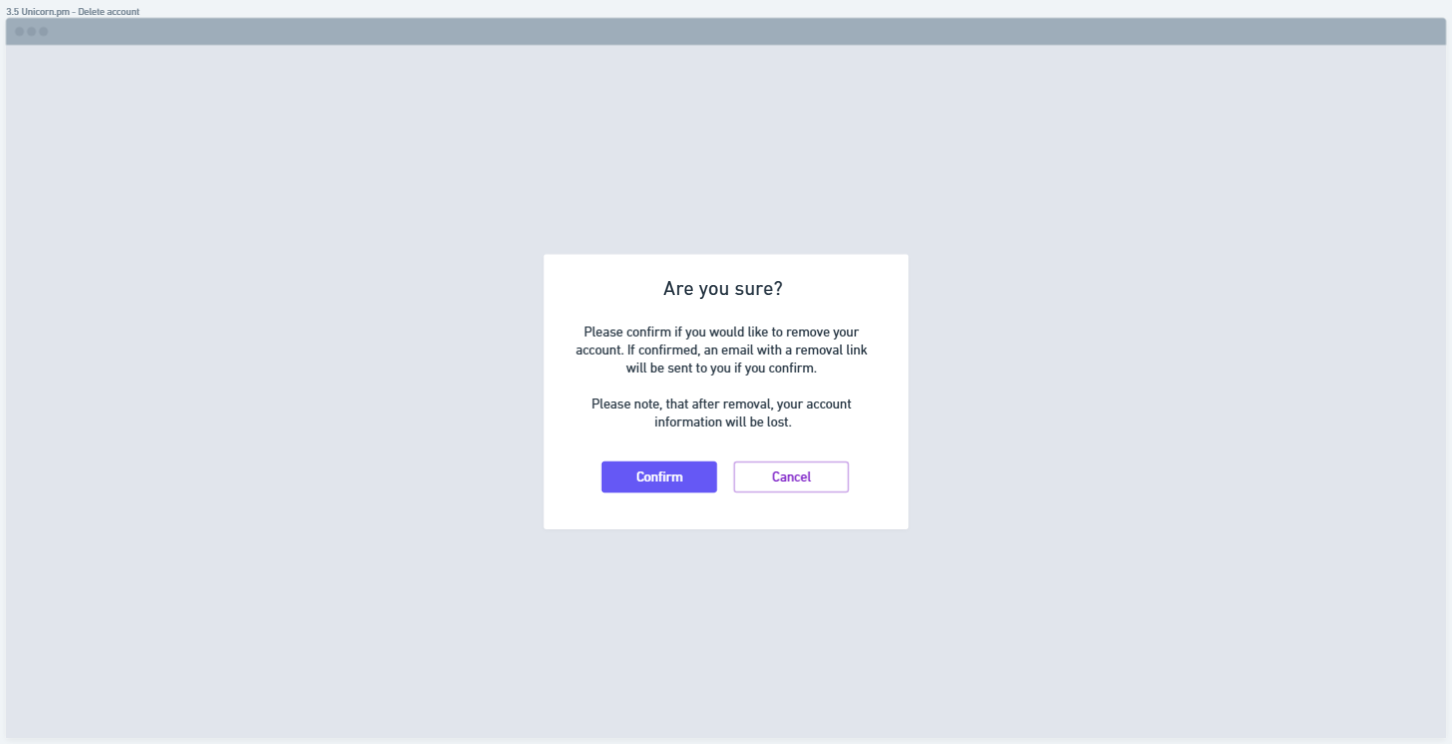 3.5 Unicorn.pm - Delete account
Are you sure?
Please confirm if you would like to remove your
account. If confirmed, an email with a removal link
will be sent to you if you confirm.
Please note, that after removal, your account
information will be lost.
Confirm
Cancel